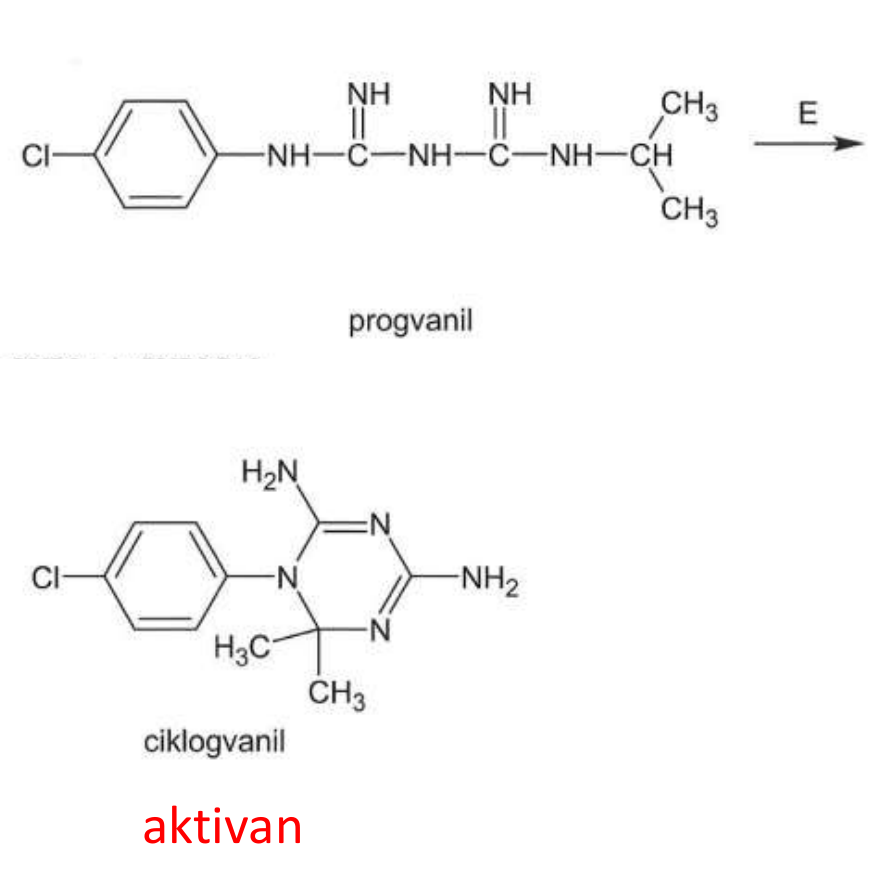 NH NH CH3 E
Cl NH C NH C NH CH
CH3
progvanil
H2N
N
Cl N NH2
H3C N
CH3
ciklogvanil
aktivan